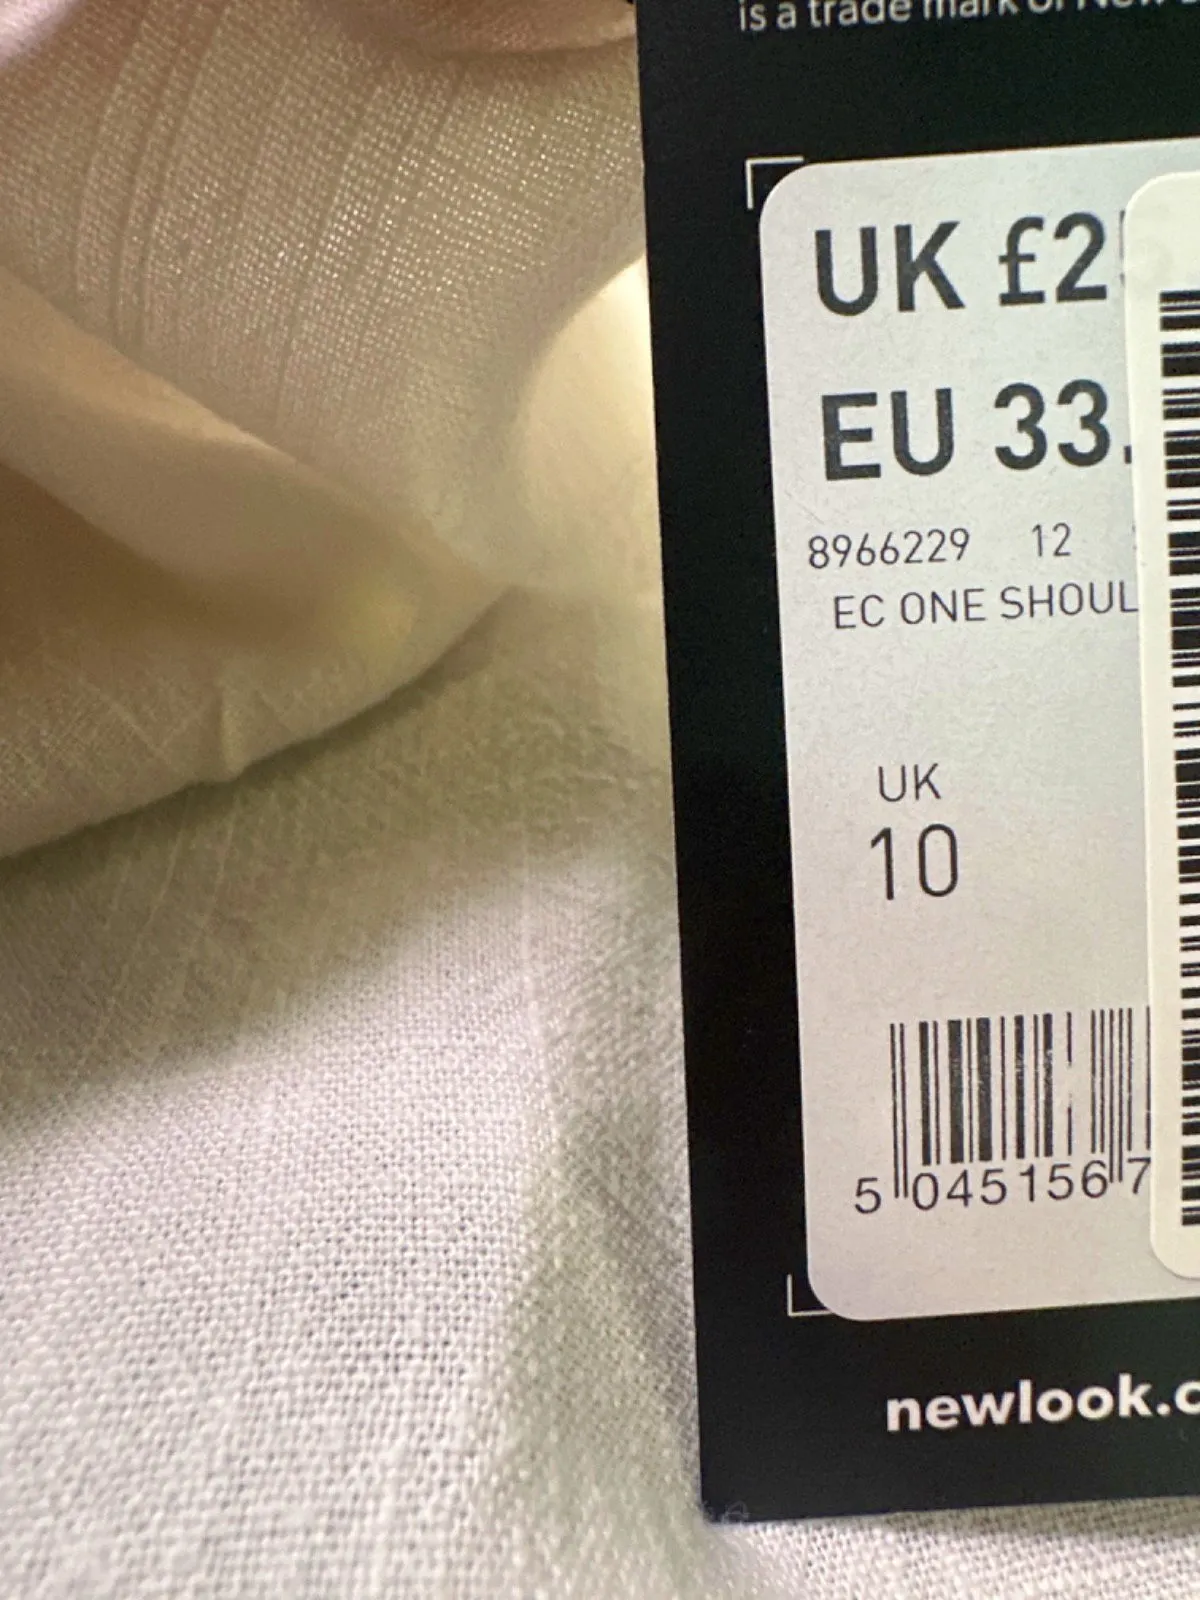 is a trade mark of New
UK £2
EU 33.
8966229 12
EC ONE SHOUL
UK
10
5 045156 7
newlook.c